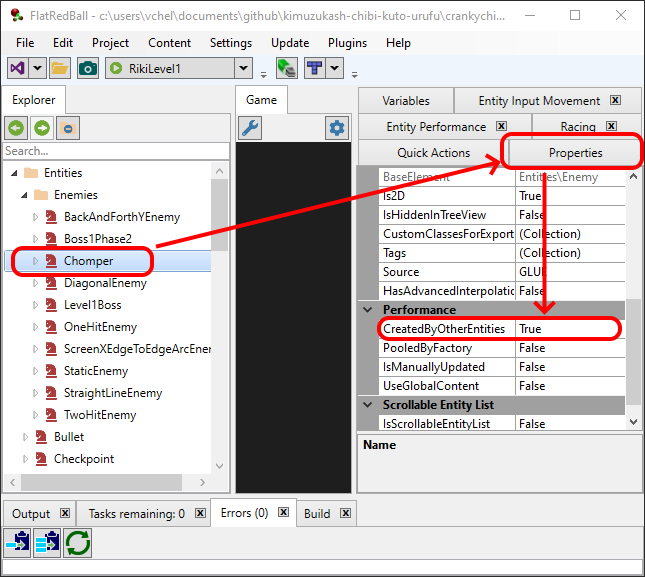 FlatRedBall - c:\users\vchel\documents\github\kimuzukash-chibi-kuto-urufu\crankychi...
File Edit Project Content Settings Update Plugins Help
RikiLevel1
Explorer
Search...
Entities
Enemies
BackAndForthYEnemy
Boss1Phase2
Chomper
DiagonalEnemy
Level1Boss
OneHitEnemy
ScreenXEdgeToEdgeArcEnem
StaticEnemy
StraightLineEnemy
TwoHitEnemy
Bullet
Checkpoint
Game
Variables Entity Input Movement
Entity Performance Racing
Quick Actions Properties
BaseElement Entities\Enemy
Is2D True
IsHiddenInTreeView False
CustomClassesForExport (Collection)
Tags (Collection)
Source GLUE
HasAdvancedInterpolatio False
Performance
CreatedByOtherEntities True
PooledByFactory False
IsManuallyUpdated False
UseGlobalContent False
Scrollable Entity List
IsScrollableEntityList False
Name
Output Tasks remaining: 0 Errors (0) Build